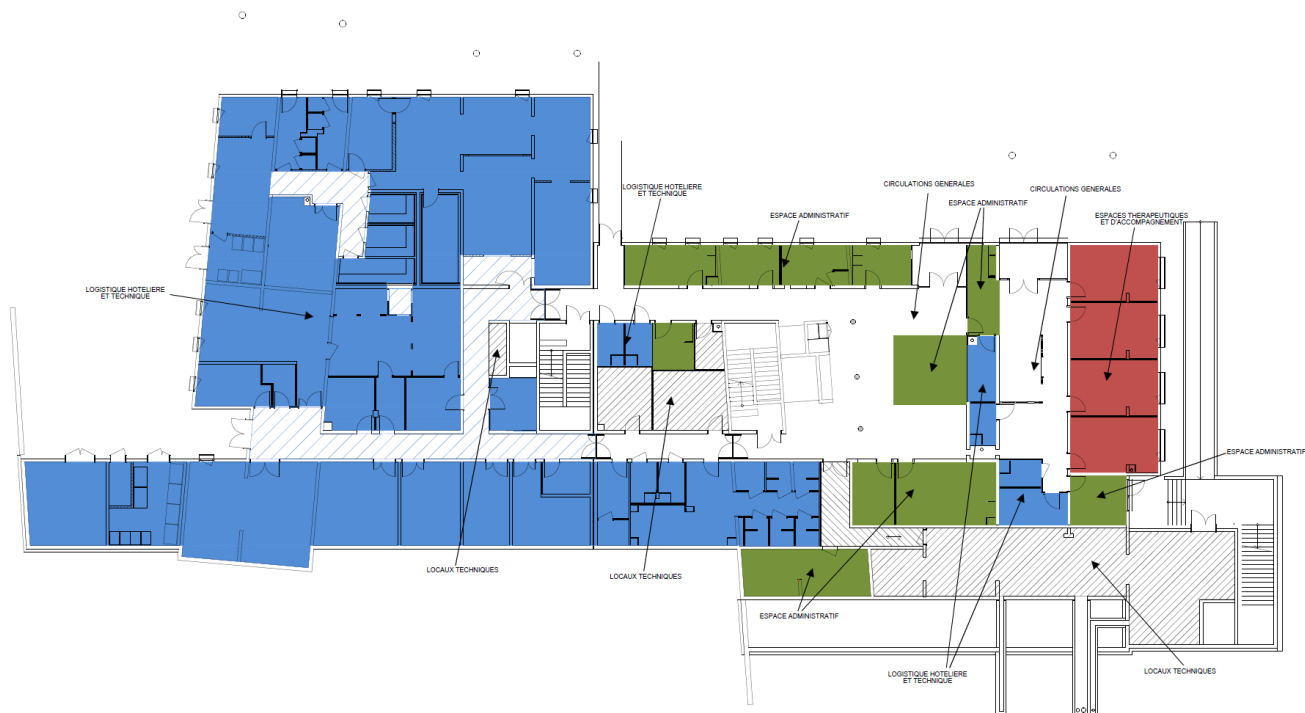 CIRCULATIONS GENERALES
LOGISTIQUE HOTELIERE
ET TECHNIQUE
CIRCULATIONS GENERALES
ESPACE ADMINISTRATIF
ESPACE ADMINISTRATIF
ESPACES THERAPEUTIQUES
ET D'ACCOMPAGNEMENT
LOGISTIQUE HOTELIERE
ET TECHNIQUE
ESPACE ADMINISTRATIF
LOCAUX TECHNIQUES
LOCAUX TECHNIQUES
ESPACE ADMINISTRATIF
LOGISTIQUE HOTELIERE
ET TECHNIQUE
LOCAUX TECHNIQUES